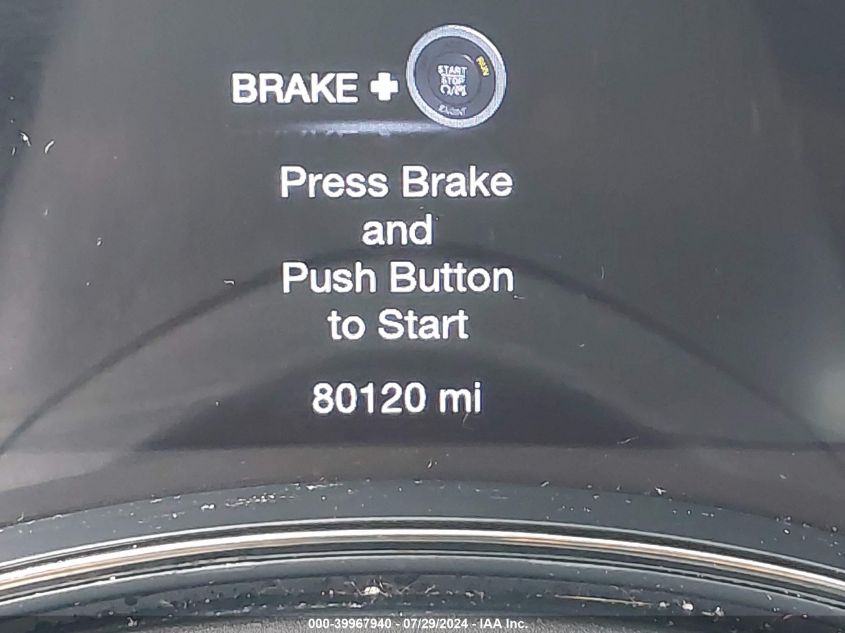 BRAKE +
RUN
START
STOP
Press Brake
and
Push Button
to Start
80120 mi
000-39967940 - 07/29/2024 - IAA Inc.